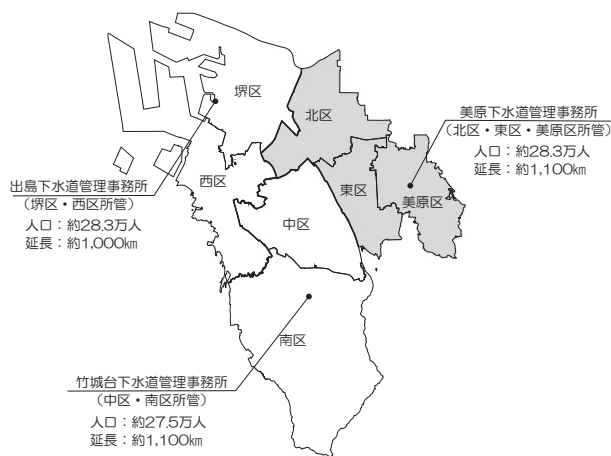 堺区
北区
西区
東区
美原区
中区
南区
美原下水道管理事務所
（北区・東区・美原区所管）
人口：約28.3万人
延長：約1,100km
出島下水道管理事務所
（堺区・西区所管）
人口：約28.3万人
延長：約1,000km
竹城台下水道管理事務所
（中区・南区所管）
人口：約27.5万人
延長：約1,100km